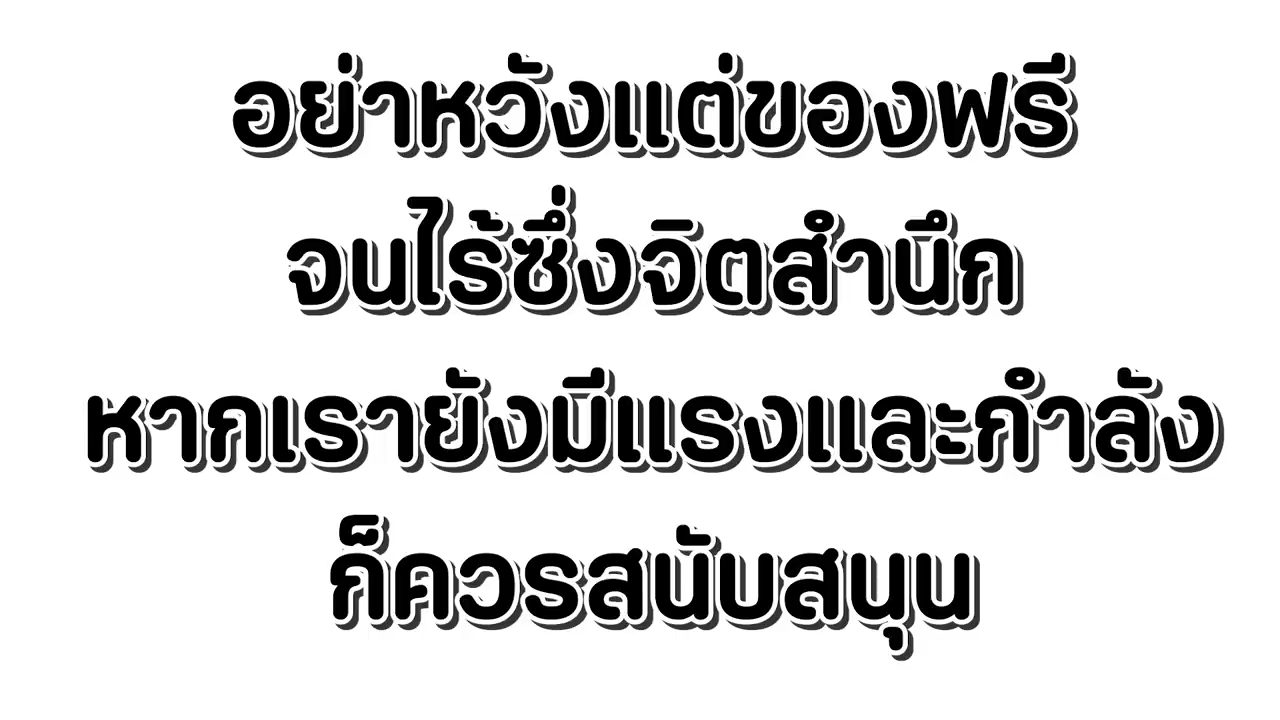 อย่าหวังแต่ของฟรี
จนไร้ซึ่งจิตสำนึก
หากเรายังมีแรงและกำลัง
ก็ควรสนับสนุน